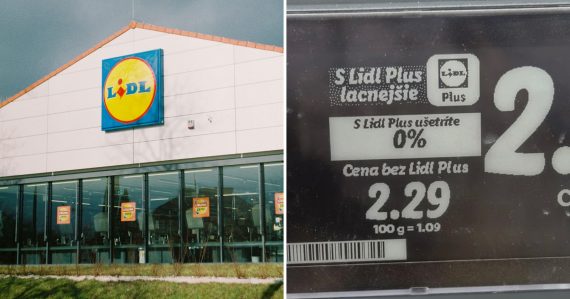 LIDL
S Lidl Plus
lacnejšie
LIDL
Plus
S Lidl Plus ušetríte
0%
Cena bez Lidl Plus
2.29
100 g = 1.09
2.